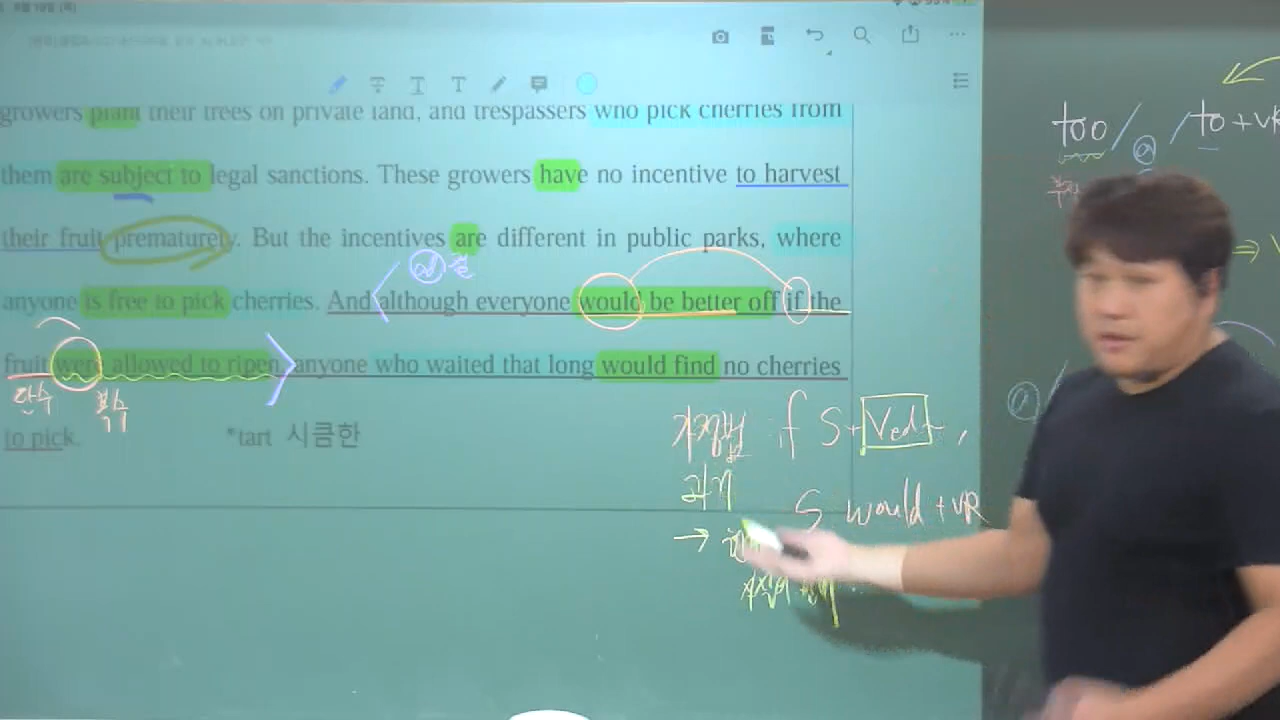 growers plant their trees on private land, and trespassers who pick cherries from
them are subject to legal sanctions. These growers have no incentive to harvest
their fruit prematurely. But the incentives are different in public parks, where
anyone is free to pick cherries. And although everyone would be better off if the
fruit were allowed to ripen, anyone who waited that long would find no cherries
to pick. *tart 시큼한
단수
복수
가정법 if S+ Ved~,
과거 S would+VR
→
too / ⓐ / to+VR